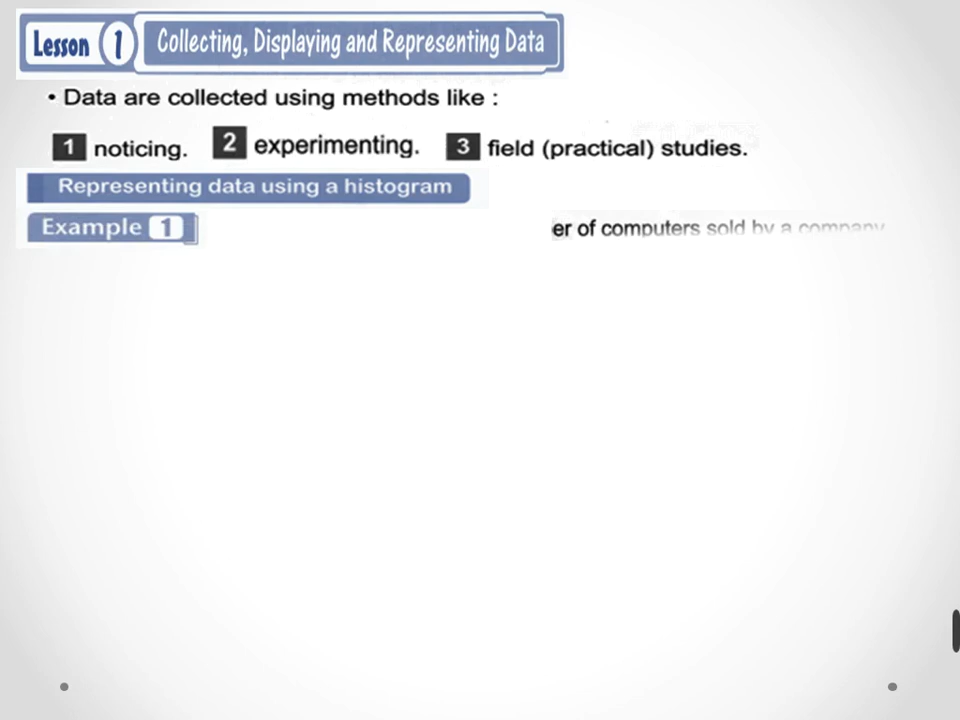 Lesson 1 Collecting, Displaying and Representing Data
• Data are collected using methods like :
1 noticing. 2 experimenting. 3 field (practical) studies.
Representing data using a histogram
Example 1 er of computers sold by a company